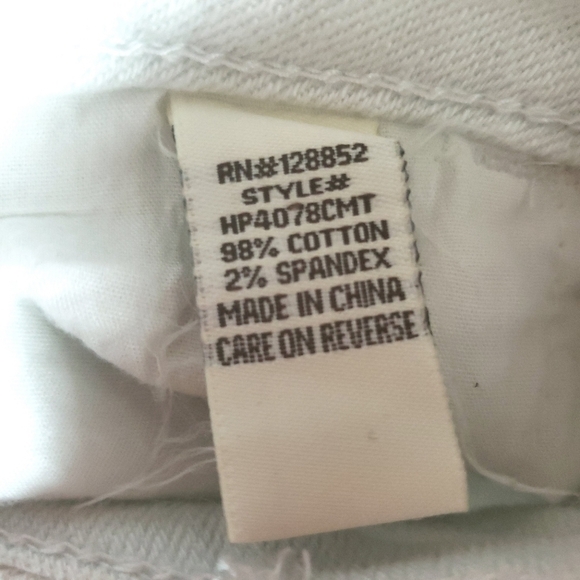 RN#128852
STYLE#
HP4078CMT
98% COTTON
2% SPANDEX
MADE IN CHINA
CARE ON REVERSE